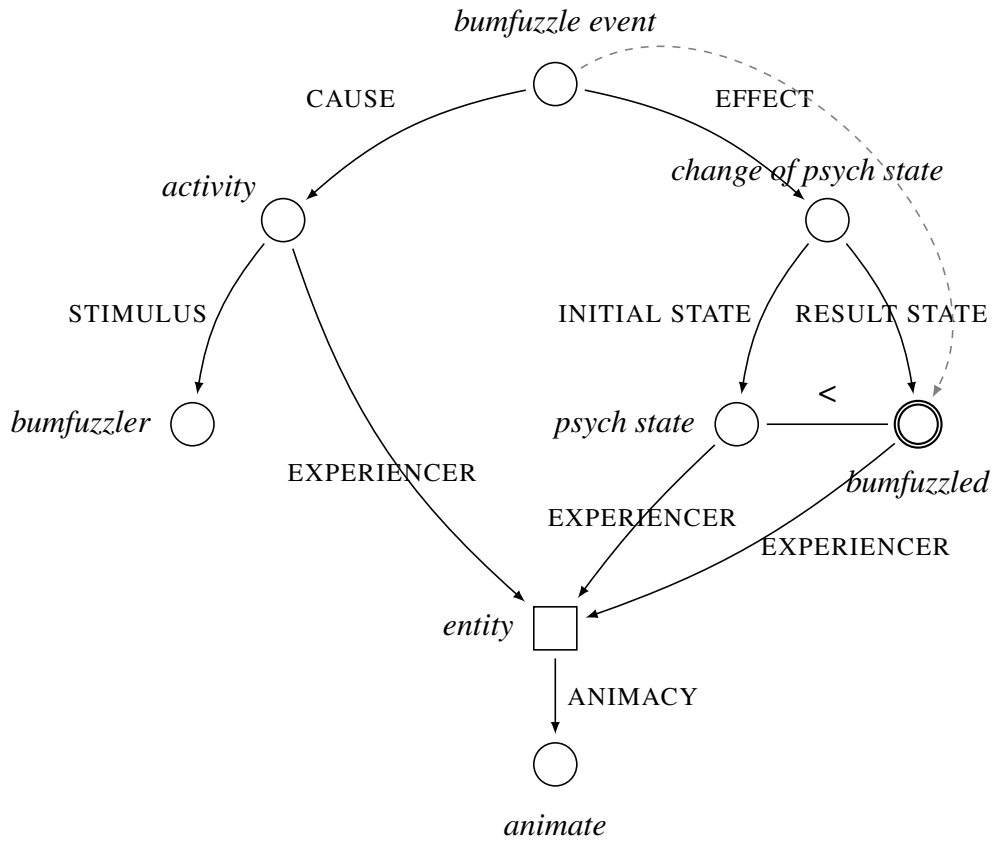 bumfuzzle event
CAUSE
EFFECT
change of psych state
activity
STIMULUS
INITIAL STATE
RESULT STATE
<
bumfuzzler
psych state
bumfuzzled
EXPERIENCER
EXPERIENCER
EXPERIENCER
entity
ANIMACY
animate